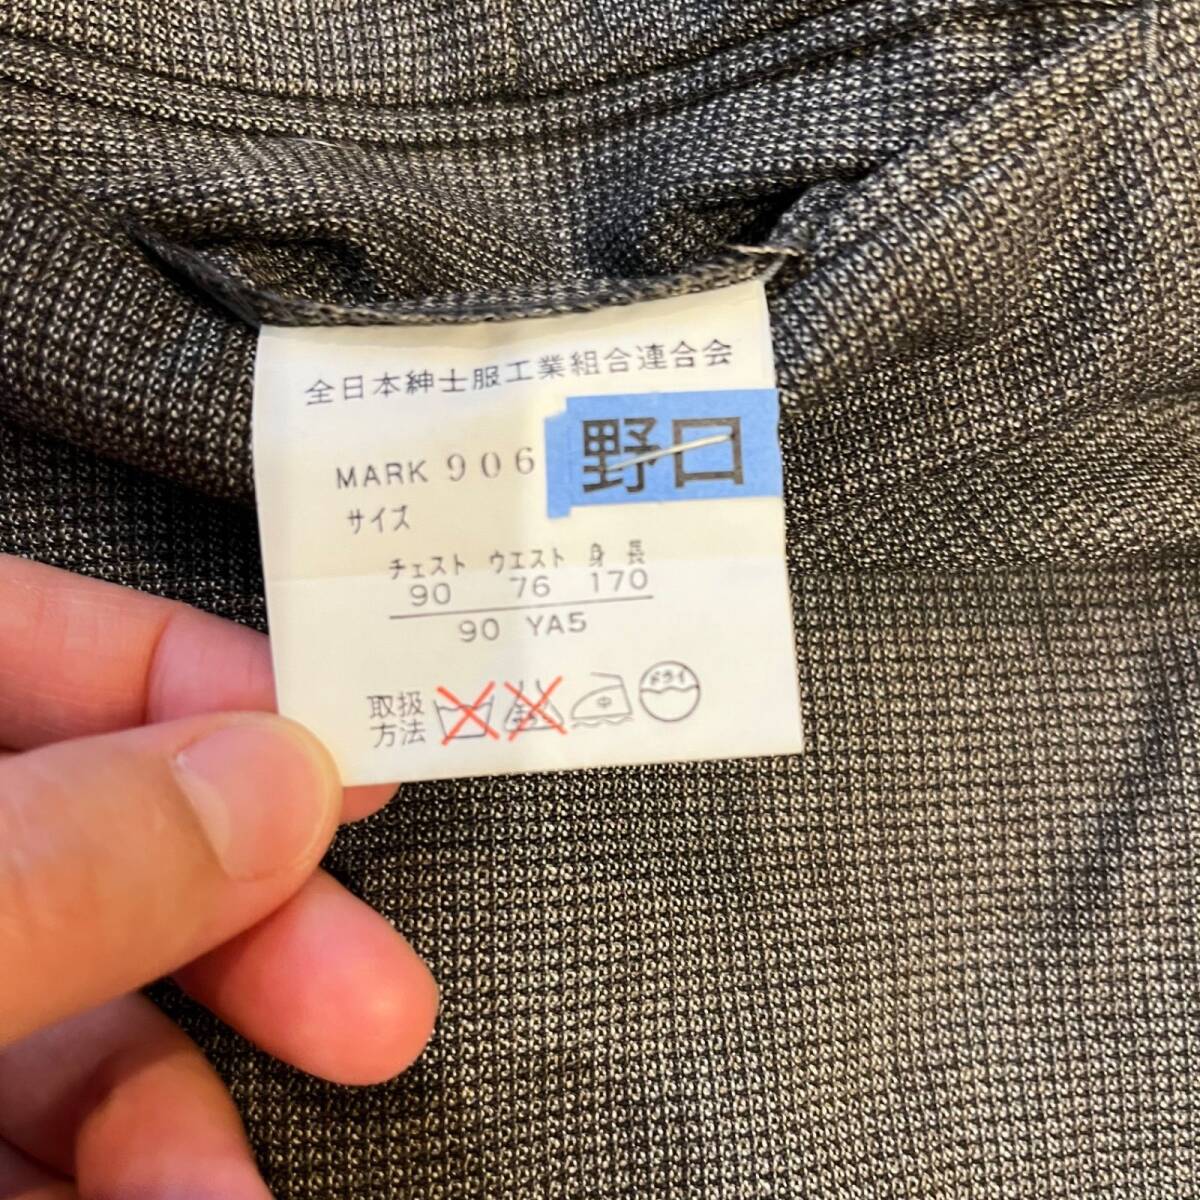 全日本紳士服工業組合連合会
MARK 906 野口
サイズ
チェスト ウエスト 身長
90 76 170
90 YA5
取扱
方法
中
ドライ